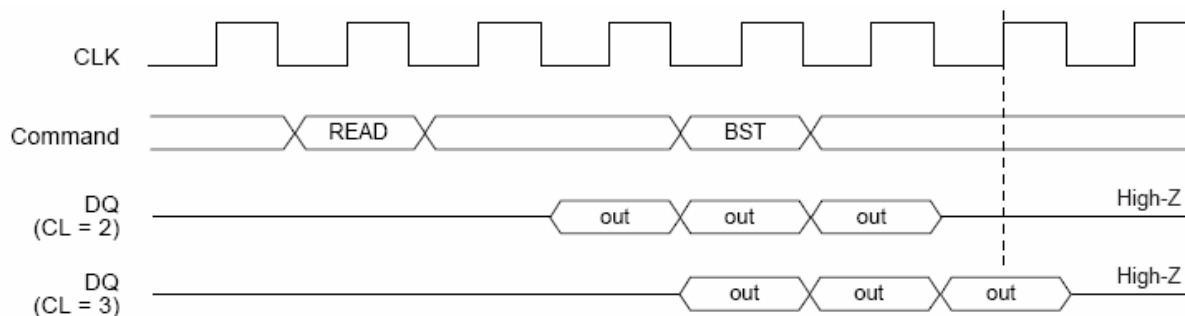 CLK
Command
READ
BST
DQ
(CL = 2)
out
out
out
High-Z
DQ
(CL = 3)
out
out
out
High-Z